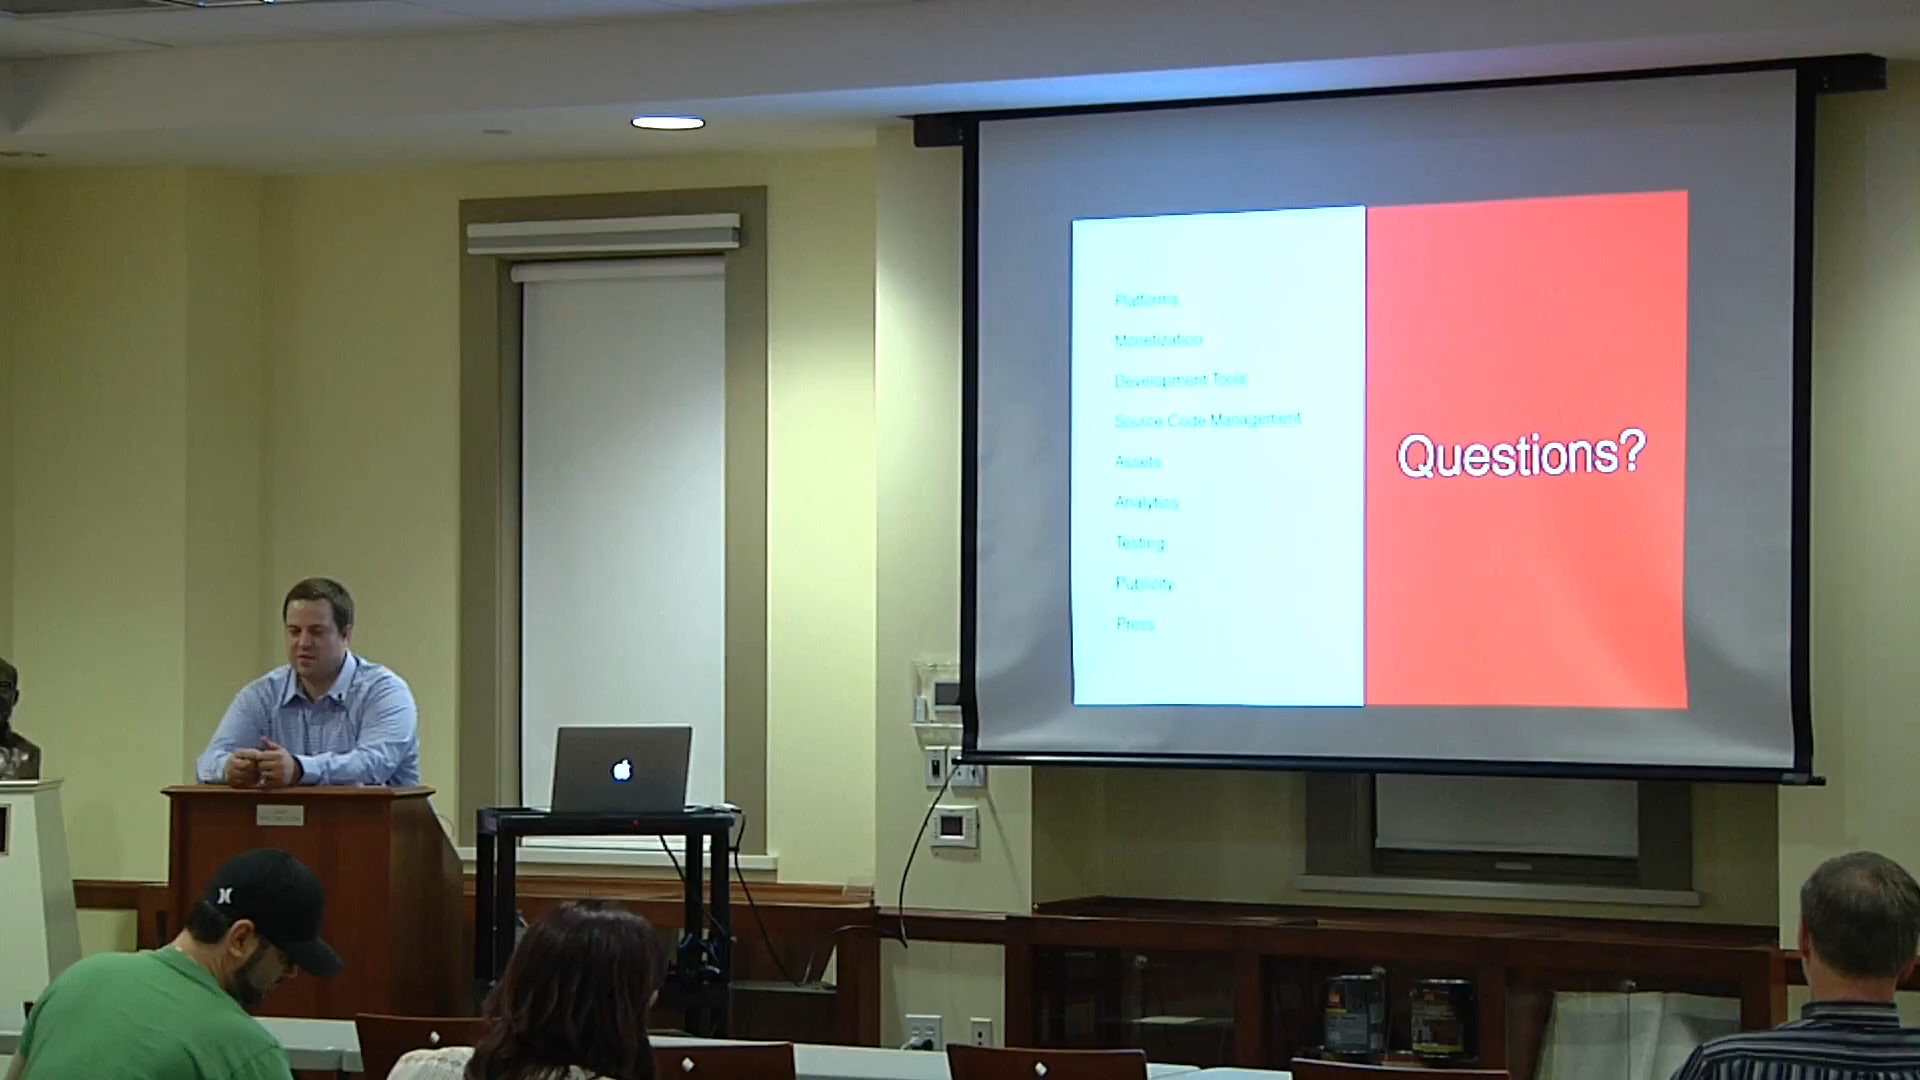 Platforms
Monetization
Development Tools
Source Code Management
Assets
Analytics
Testing
Publicity
Press
Questions?